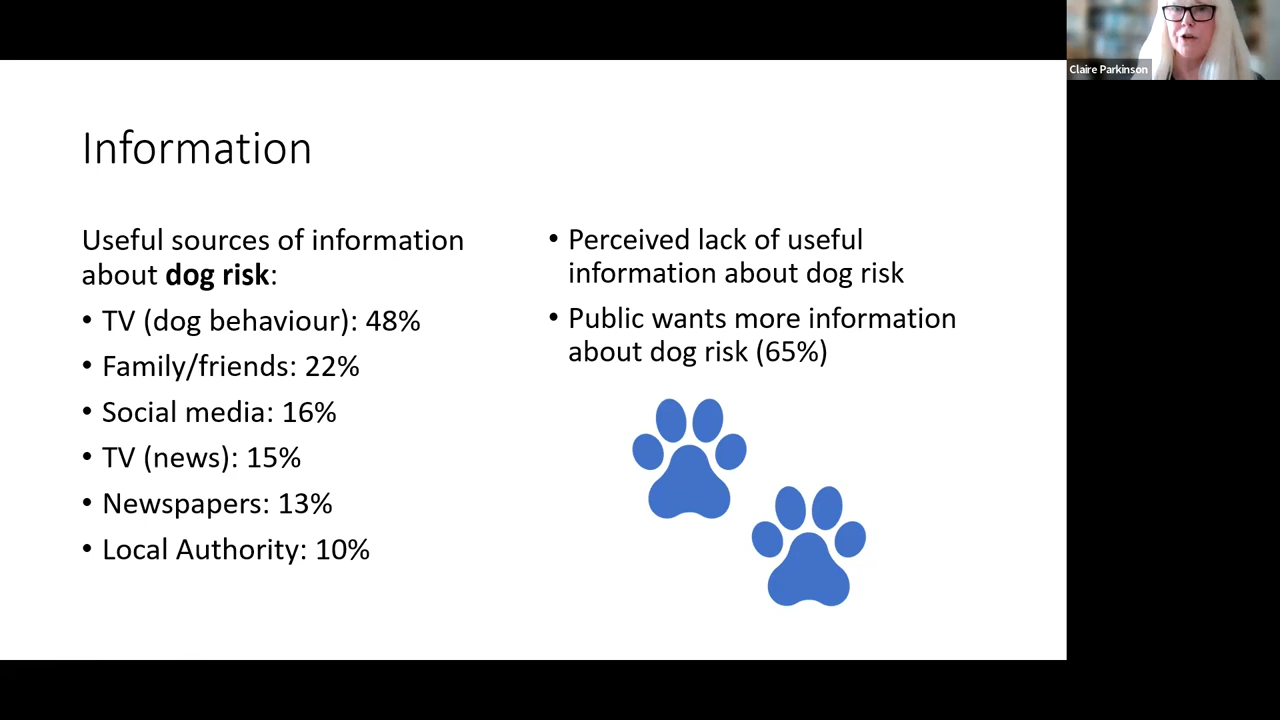 Claire Parkinson
Information
Useful sources of information
about dog risk:
• TV (dog behaviour): 48%
• Family/friends: 22%
• Social media: 16%
• TV (news): 15%
• Newspapers: 13%
• Local Authority: 10%
• Perceived lack of useful
information about dog risk
• Public wants more information
about dog risk (65%)